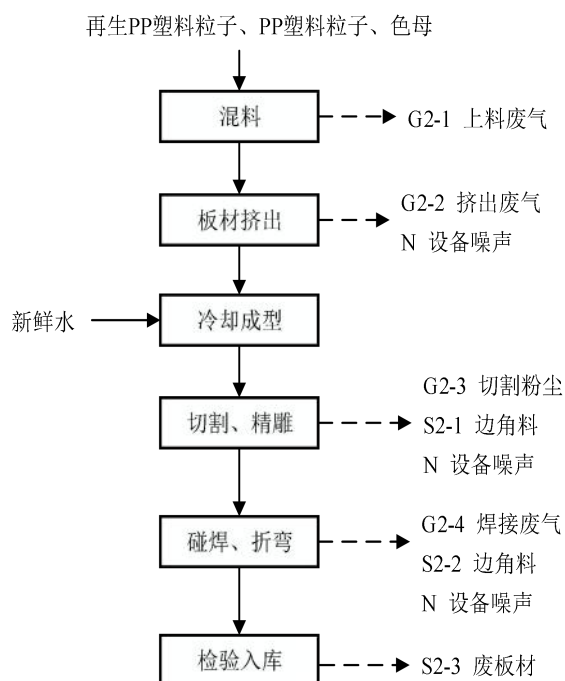 再生PP塑料粒子、PP塑料粒子、色母
混料
G2-1 上料废气
板材挤出
G2-2 挤出废气
N 设备噪声
新鲜水
冷却成型
切割、精雕
G2-3 切割粉尘
S2-1 边角料
N 设备噪声
碰焊、折弯
G2-4 焊接废气
S2-2 边角料
N 设备噪声
检验入库
S2-3 废板材